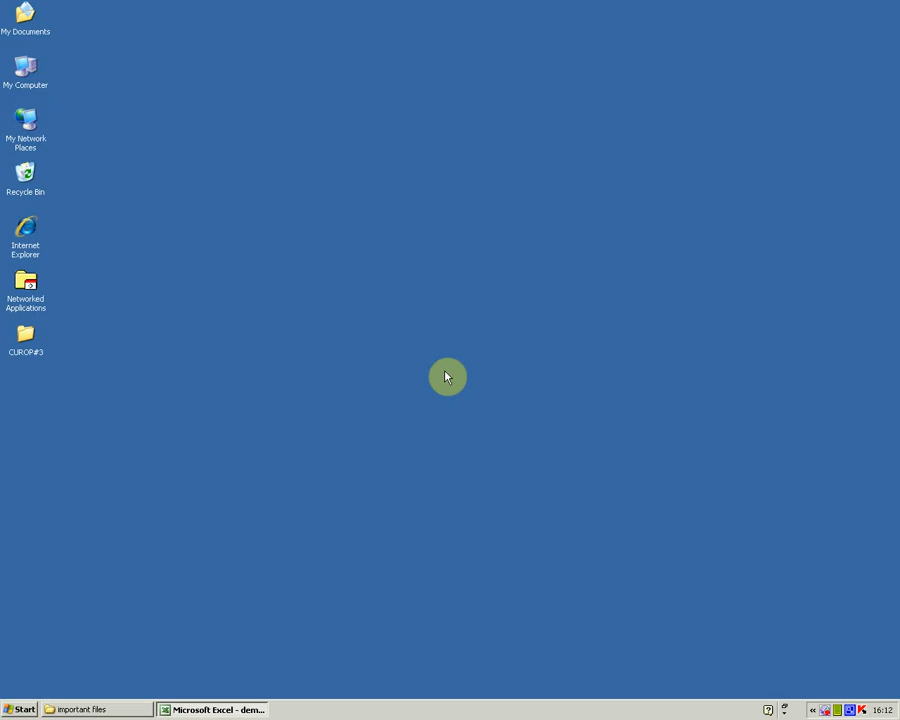 My Documents
My Computer
My Network
Places
Recycle Bin
Internet
Explorer
Networked
Applications
CUROP#3
Start
important files
Microsoft Excel - dem...
16:12